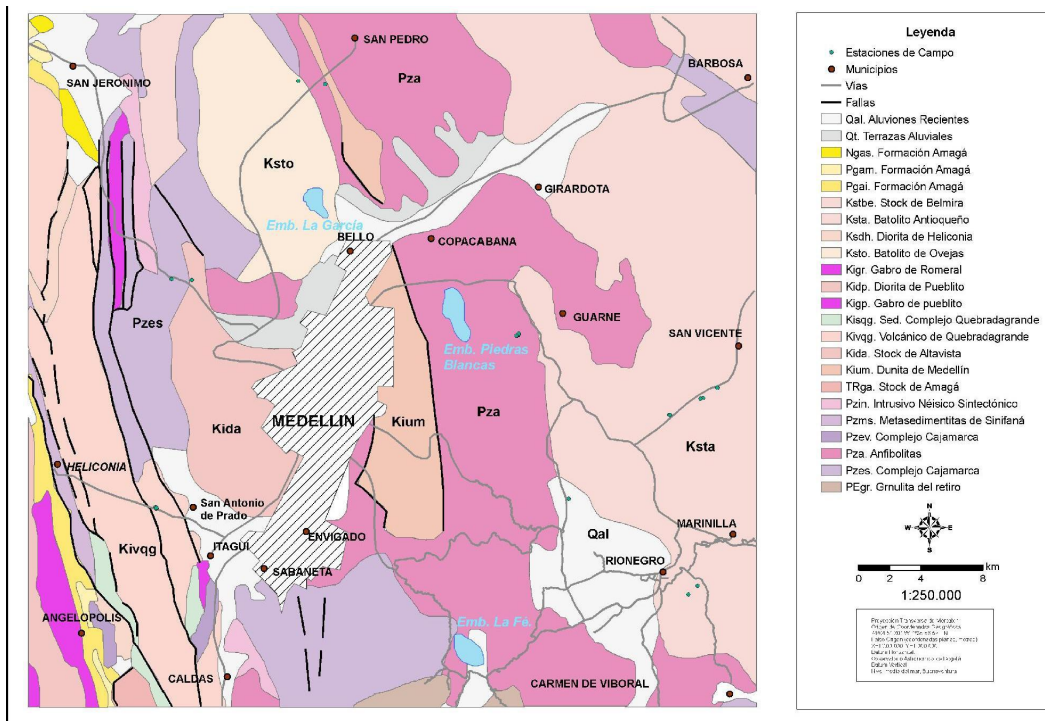 SAN PEDRO
BARBOSA
SAN JERONIMO
Pza
Ksto
GIRARDOTA
Emb. La García
BELLO
COPACABANA
Pzes
GUARNE
SAN VICENTE
Emb. Piedras
Blancas
Pza
Kida
MEDELLIN
Kium
Ksta
HELICONIA
San Antonio
de Prado
Kivqg
ITAGUÍ
ENVIGADO
Qal
MARINILLA
SABANETA
RIONEGRO
ANGELOPOLIS
Emb. La Fé.
CALDAS
CARMEN DE VIBORAL
Leyenda
Estaciones de Campo
Municipios
Vías
Fallas
Qal. Aluviones Recientes
Qt. Terrazas Aluviales
Ngas. Formación Amagá
Pgam. Formación Amagá
Pgai. Formación Amagá
Kstbe. Stock de Belmira
Ksta. Batolito Antioqueño
Ksdh. Diorita de Heliconia
Ksto. Batolito de Ovejas
Kigr. Gabro de Romeral
Kidp. Diorita de Pueblito
Kigp. Gabro de pueblito
Kisqg. Sed. Complejo Quebradagrande
Kivqg. Volcánico de Quebradagrande
Kida. Stock de Altavista
Kium. Dunita de Medellín
TRga. Stock de Amagá
Pzin. Intrusivo Néisico Sintectónico
Pzms. Metasedimentitas de Sinifaná
Pzev. Complejo Cajamarca
Pza. Anfibolitas
Pzes. Complejo Cajamarca
PEgr. Grnulita del retiro
N
W E
S
0 2 4 8
km
1:250.000
Proyección Transversa de Mercator